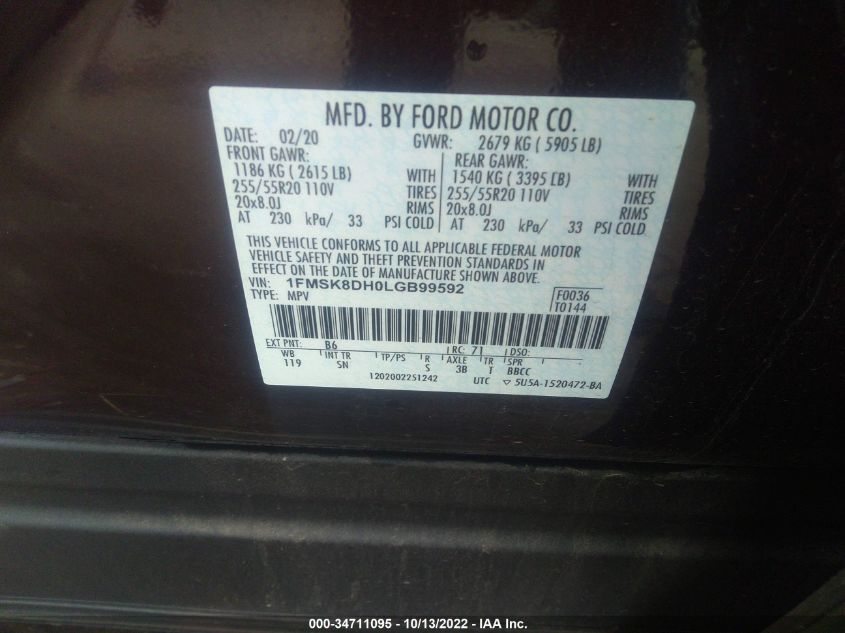 MFD. BY FORD MOTOR CO.
DATE: 02/20 GVWR: 2679 KG ( 5905 LB)
FRONT GAWR: REAR GAWR:
1186 KG ( 2615 LB) WITH 1540 KG ( 3395 LB) WITH
255/55R20 110V TIRES 255/55R20 110V TIRES
20x8.0J RIMS 20x8.0J RIMS
AT 230 kPa/ 33 PSI COLD AT 230 kPa/ 33 PSI COLD
THIS VEHICLE CONFORMS TO ALL APPLICABLE FEDERAL MOTOR
VEHICLE SAFETY AND THEFT PREVENTION STANDARDS IN
EFFECT ON THE DATE OF MANUFACTURE SHOWN ABOVE.
VIN: 1FMSK8DH0LGB99592
TYPE: MPV
F0036
T0144
EXT PNT: B6 RC: 71 DSO:
WB INT TR TP/PS R AXLE TR SPR
119 SN S 3B T BBCC
1202002251242 UTC ▽ 5U5A-1520472-BA
000-34711095 - 10/13/2022 - IAA Inc.